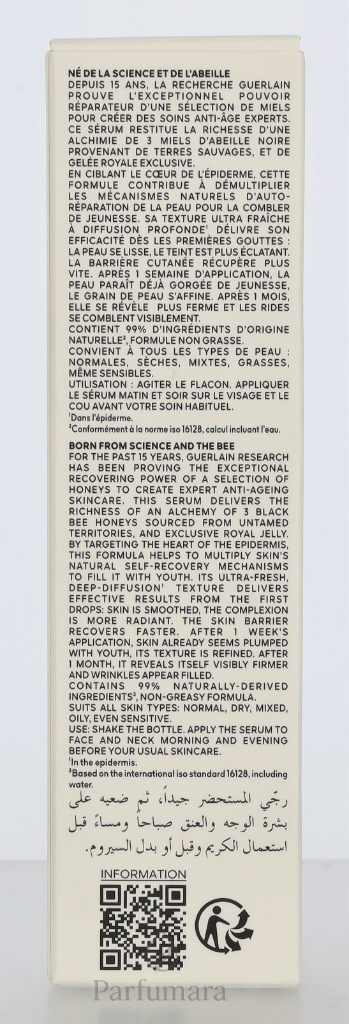 NÉ DE LA SCIENCE ET DE L'ABEILLE
DEPUIS 15 ANS, LA RECHERCHE GUERLAIN
PROUVE L'EXCEPTIONNEL POUVOIR
RÉPARATEUR D'UNE SÉLECTION DE MIELS
POUR CRÉER DES SOINS ANTI-ÂGE EXPERTS.
CE SÉRUM RESTITUE LA RICHESSE D'UNE
ALCHIMIE DE 3 MIELS D'ABEILLE NOIRE
PROVENANT DE TERRES SAUVAGES, ET DE
GELÉE ROYALE EXCLUSIVE.
EN CIBLANT LE CŒUR DE L'ÉPIDERME, CETTE
FORMULE CONTRIBUE À DÉMULTIPLIER
LES MÉCANISMES NATURELS D'AUTO-
RÉPARATION DE LA PEAU POUR LA COMBLER
DE JEUNESSE. SA TEXTURE ULTRA FRAÎCHE
À DIFFUSION PROFONDE¹ DÉLIVRE SON
EFFICACITÉ DÈS LES PREMIÈRES GOUTTES :
LA PEAU SE LISSE, LE TEINT EST PLUS ÉCLATANT.
LA BARRIÈRE CUTANÉE RÉCUPÈRE PLUS
VITE. APRÈS 1 SEMAINE D'APPLICATION, LA
PEAU PARAÎT DÉJÀ GORGÉE DE JEUNESSE,
LE GRAIN DE PEAU S'AFFINE. APRÈS 1 MOIS,
ELLE SE RÉVÈLE PLUS FERME ET LES RIDES
SE COMBLENT VISIBLEMENT.
CONTIENT 99% D'INGRÉDIENTS D'ORIGINE
NATURELLE², FORMULE NON GRASSE.
CONVIENT À TOUS LES TYPES DE PEAU :
NORMALES, SÈCHES, MIXTES, GRASSES,
MÊME SENSIBLES.
UTILISATION : AGITER LE FLACON. APPLIQUER
LE SÉRUM MATIN ET SOIR SUR LE VISAGE ET LE
COU AVANT VOTRE SOIN HABITUEL.
¹Dans l'épiderme.
²Conformément à la norme iso 16128, calcul incluant l'eau.
BORN FROM SCIENCE AND THE BEE
FOR THE PAST 15 YEARS, GUERLAIN RESEARCH
HAS BEEN PROVING THE EXCEPTIONAL
RECOVERING POWER OF A SELECTION OF
HONEYS TO CREATE EXPERT ANTI-AGEING
SKINCARE. THIS SERUM DELIVERS THE
RICHNESS OF AN ALCHEMY OF 3 BLACK
BEE HONEYS SOURCED FROM UNTAMED
TERRITORIES, AND EXCLUSIVE ROYAL JELLY.
BY TARGETING THE HEART OF THE EPIDERMIS,
THIS FORMULA HELPS TO MULTIPLY SKIN'S
NATURAL SELF-RECOVERY MECHANISMS
TO FILL IT WITH YOUTH. ITS ULTRA-FRESH,
DEEP-DIFFUSION¹ TEXTURE DELIVERS
EFFECTIVE RESULTS FROM THE FIRST
DROPS: SKIN IS SMOOTHED, THE COMPLEXION
IS MORE RADIANT. THE SKIN BARRIER
RECOVERS FASTER. AFTER 1 WEEK'S
APPLICATION, SKIN ALREADY SEEMS PLUMPED
WITH YOUTH, ITS TEXTURE IS REFINED. AFTER
1 MONTH, IT REVEALS ITSELF VISIBLY FIRMER
AND WRINKLES APPEAR FILLED.
CONTAINS 99% NATURALLY-DERIVED
INGREDIENTS², NON-GREASY FORMULA.
SUITS ALL SKIN TYPES: NORMAL, DRY, MIXED,
OILY, EVEN SENSITIVE.
USE: SHAKE THE BOTTLE. APPLY THE SERUM TO
FACE AND NECK MORNING AND EVENING
BEFORE YOUR USUAL SKINCARE.
¹In the epidermis.
²Based on the international iso standard 16128, including
water.
رجّي المستحضر جيداً، ثم ضعيه على
بشرة الوجه والعنق صباحاً ومساءً قبل
استعمال الكريم وقبل أو بدل السيروم.
INFORMATION
Parfumara